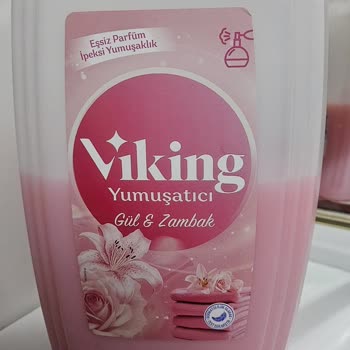 Eşsiz Parfüm
İpeksi Yumuşaklık
Viking
Yumuşatıcı
Gül & Zambak